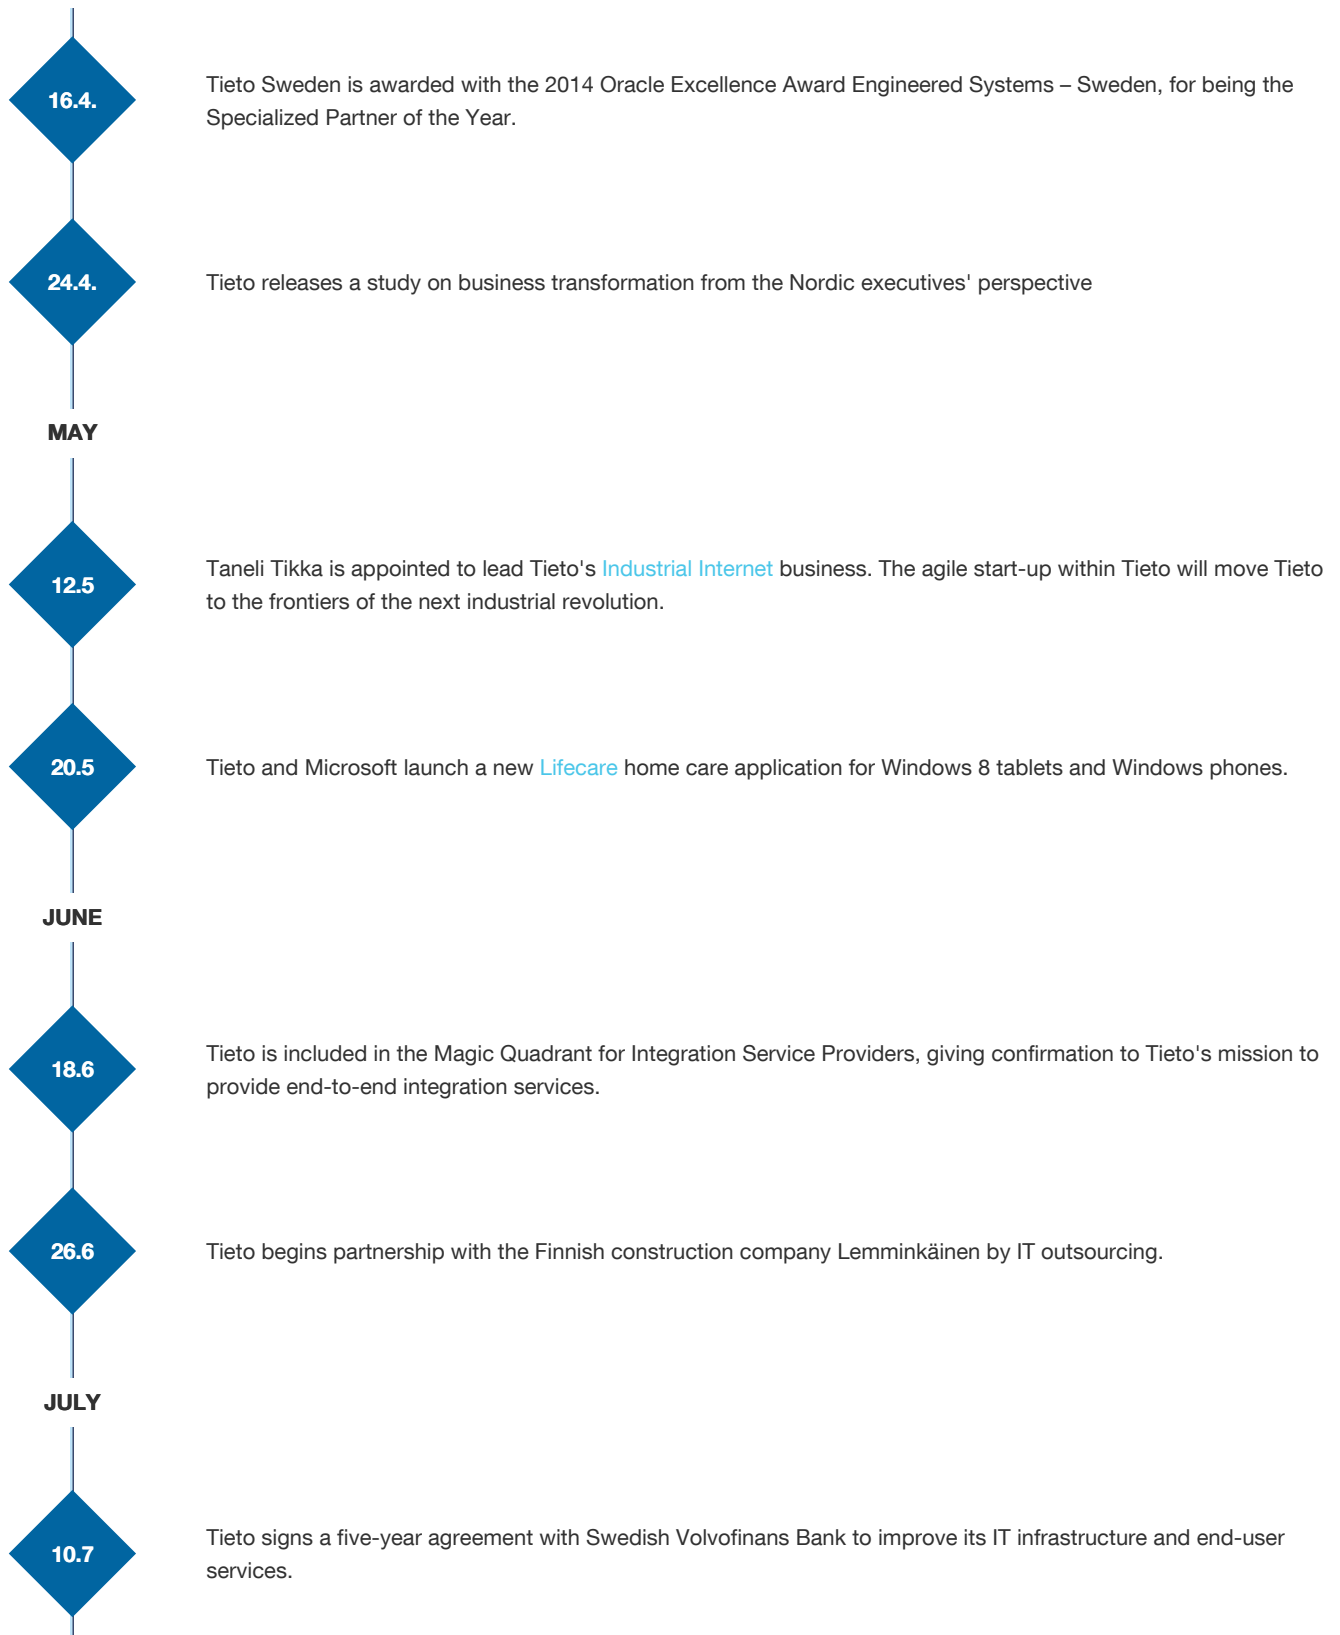 16.4.
Tieto Sweden is awarded with the 2014 Oracle Excellence Award Engineered Systems – Sweden, for being the
Specialized Partner of the Year.
24.4.
Tieto releases a study on business transformation from the Nordic executives' perspective
MAY
12.5
Taneli Tikka is appointed to lead Tieto's Industrial Internet business. The agile start-up within Tieto will move Tieto
to the frontiers of the next industrial revolution.
20.5
Tieto and Microsoft launch a new Lifecare home care application for Windows 8 tablets and Windows phones.
JUNE
18.6
Tieto is included in the Magic Quadrant for Integration Service Providers, giving confirmation to Tieto's mission to
provide end-to-end integration services.
26.6
Tieto begins partnership with the Finnish construction company Lemminkäinen by IT outsourcing.
JULY
10.7
Tieto signs a five-year agreement with Swedish Volvofinans Bank to improve its IT infrastructure and end-user
services.